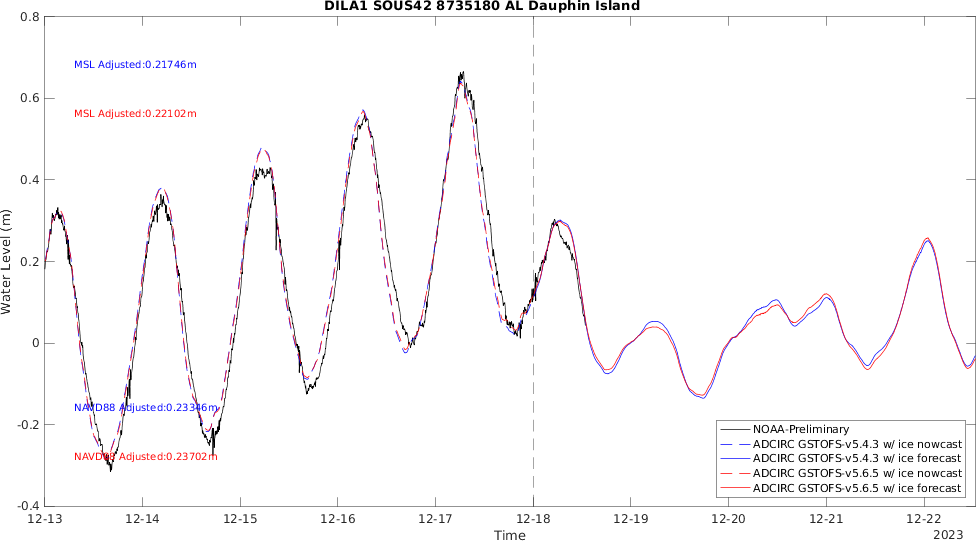 DILA1 SOUS42 8735180 AL Dauphin Island
0.8
MSL Adjusted:0.21746m
0.6
MSL Adjusted:0.22102m
0.4
0.2
Water Level (m)
0
NAVD88 Adjusted:0.23346m
-0.2
NAVD88 Adjusted:0.23702m
NOAA-Preliminary
ADCIRC GSTOFS-v5.4.3 w/ ice nowcast
ADCIRC GSTOFS-v5.4.3 w/ ice forecast
ADCIRC GSTOFS-v5.6.5 w/ ice nowcast
ADCIRC GSTOFS-v5.6.5 w/ ice forecast
-0.4
12-13 12-14 12-15 12-16 12-17 12-18 12-19 12-20 12-21 12-22
Time
2023